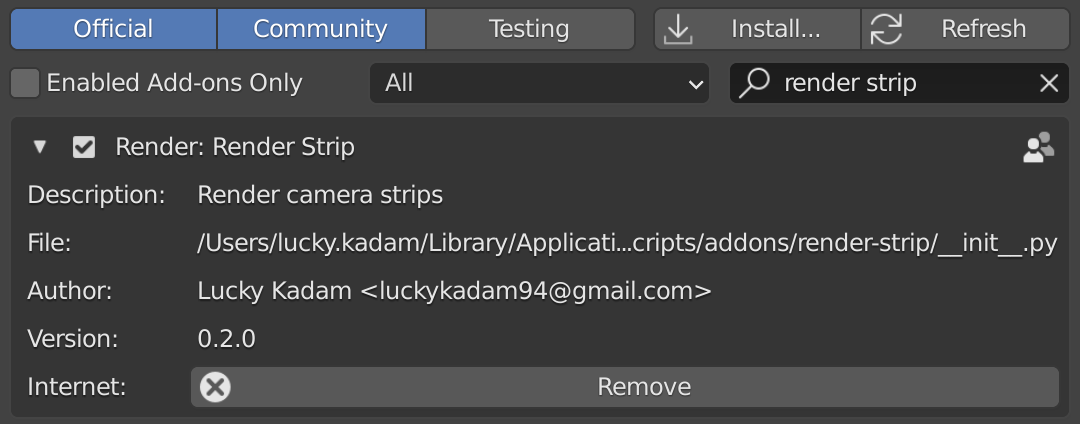 Official Community Testing Install... Refresh
Enabled Add-ons Only All render strip
Render: Render Strip
Description: Render camera strips
File: /Users/lucky.kadam/Library/Applicati...cripts/addons/render-strip/__init__.py
Author: Lucky Kadam <luckykadam94@gmail.com>
Version: 0.2.0
Internet: Remove